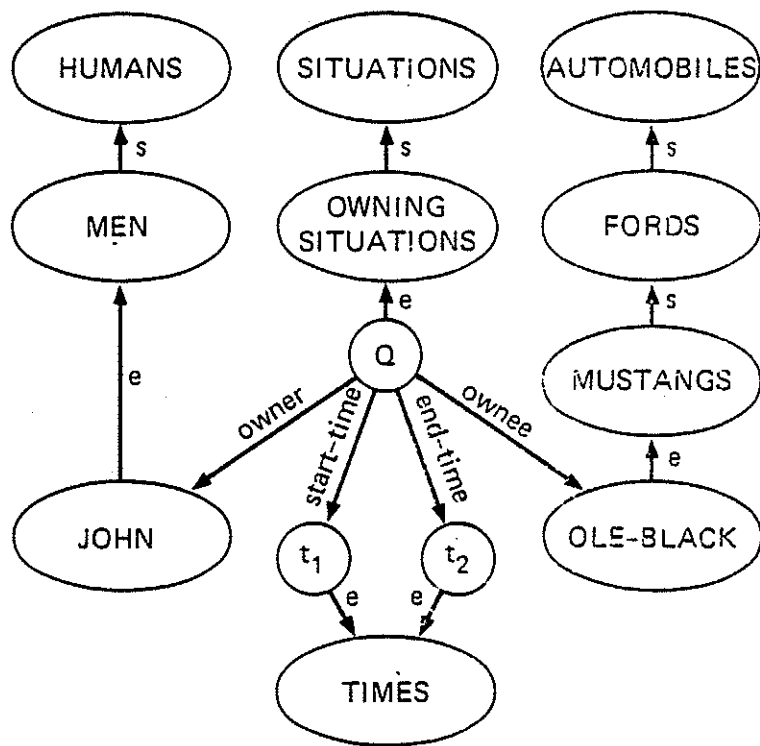 HUMANS
SITUATIONS
AUTOMOBILES
s
s
s
MEN
OWNING
SITUATIONS
FORDS
e
s
Q
MUSTANGS
e
owner
start-time
end-time
ownee
e
JOHN
t₁
t₂
OLE-BLACK
e
e
TIMES